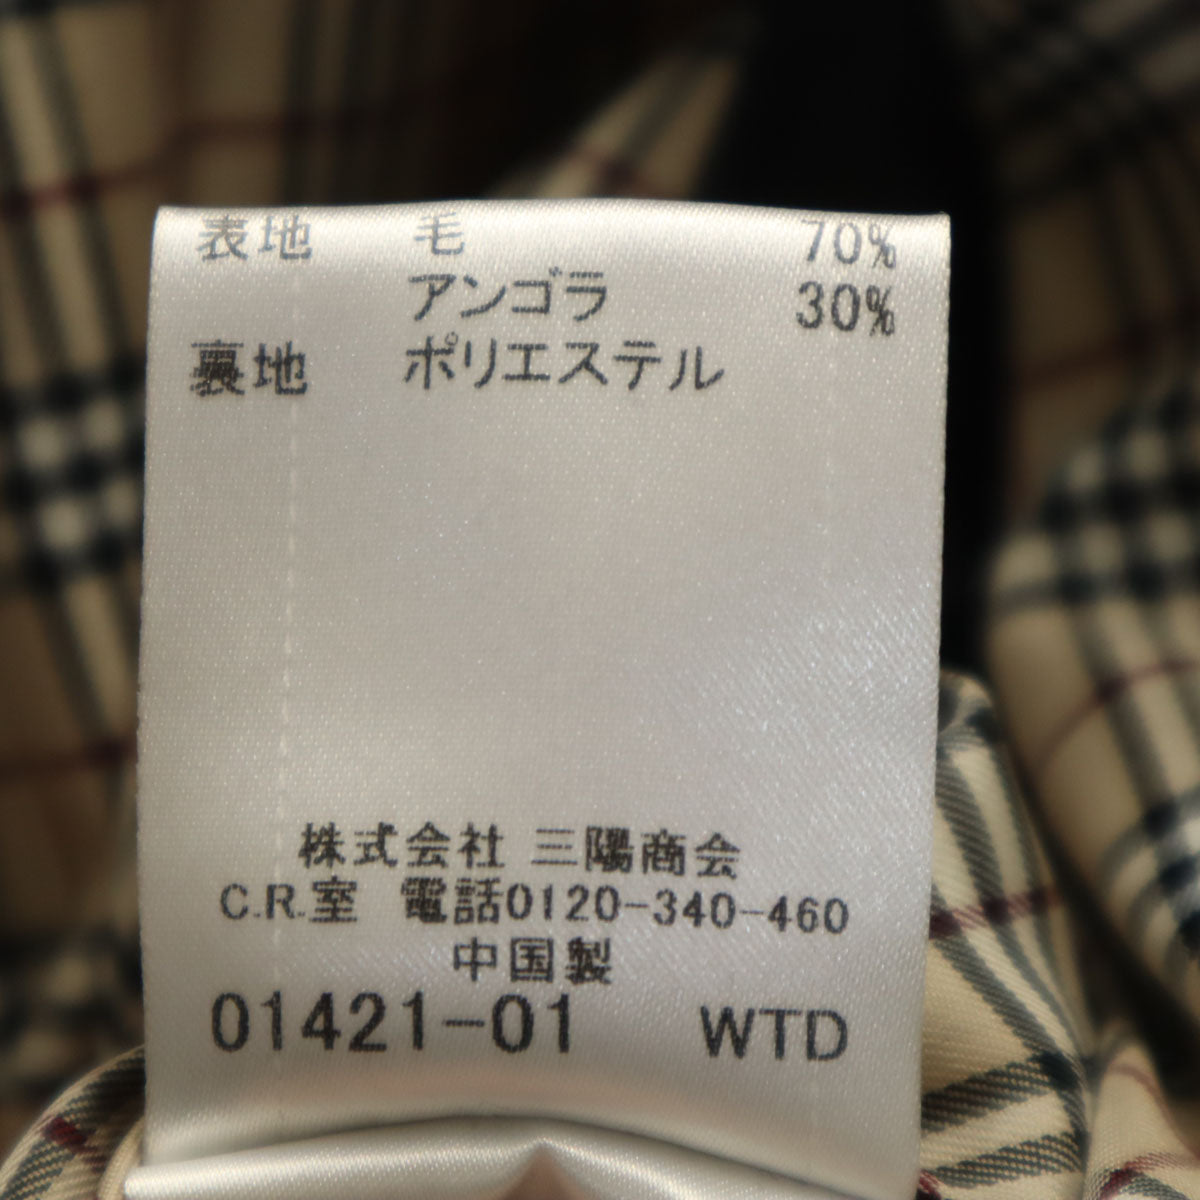 表地 毛 70%
アンゴラ 30%
裏地 ポリエステル
株式会社 三陽商会
C.R.室 電話0120-340-460
中国製
01421-01 WTD